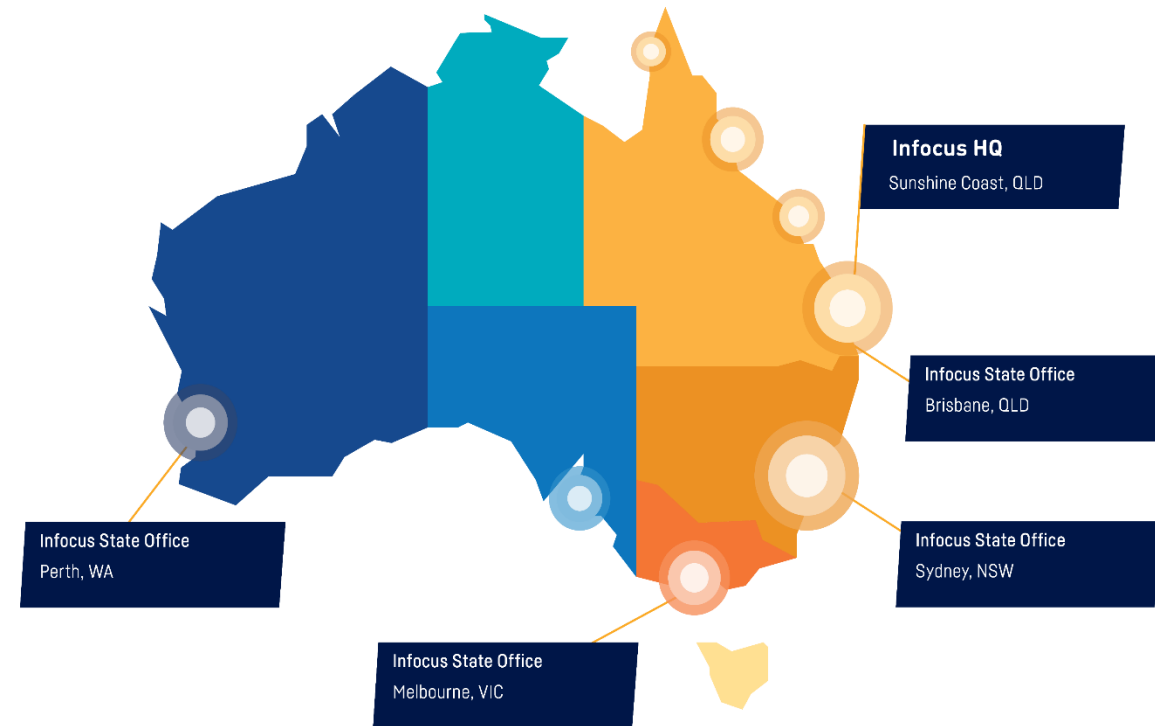 Infocus HQ
Sunshine Coast, QLD
Infocus State Office
Brisbane, QLD
Infocus State Office
Sydney, NSW
Infocus State Office
Perth, WA
Infocus State Office
Melbourne, VIC